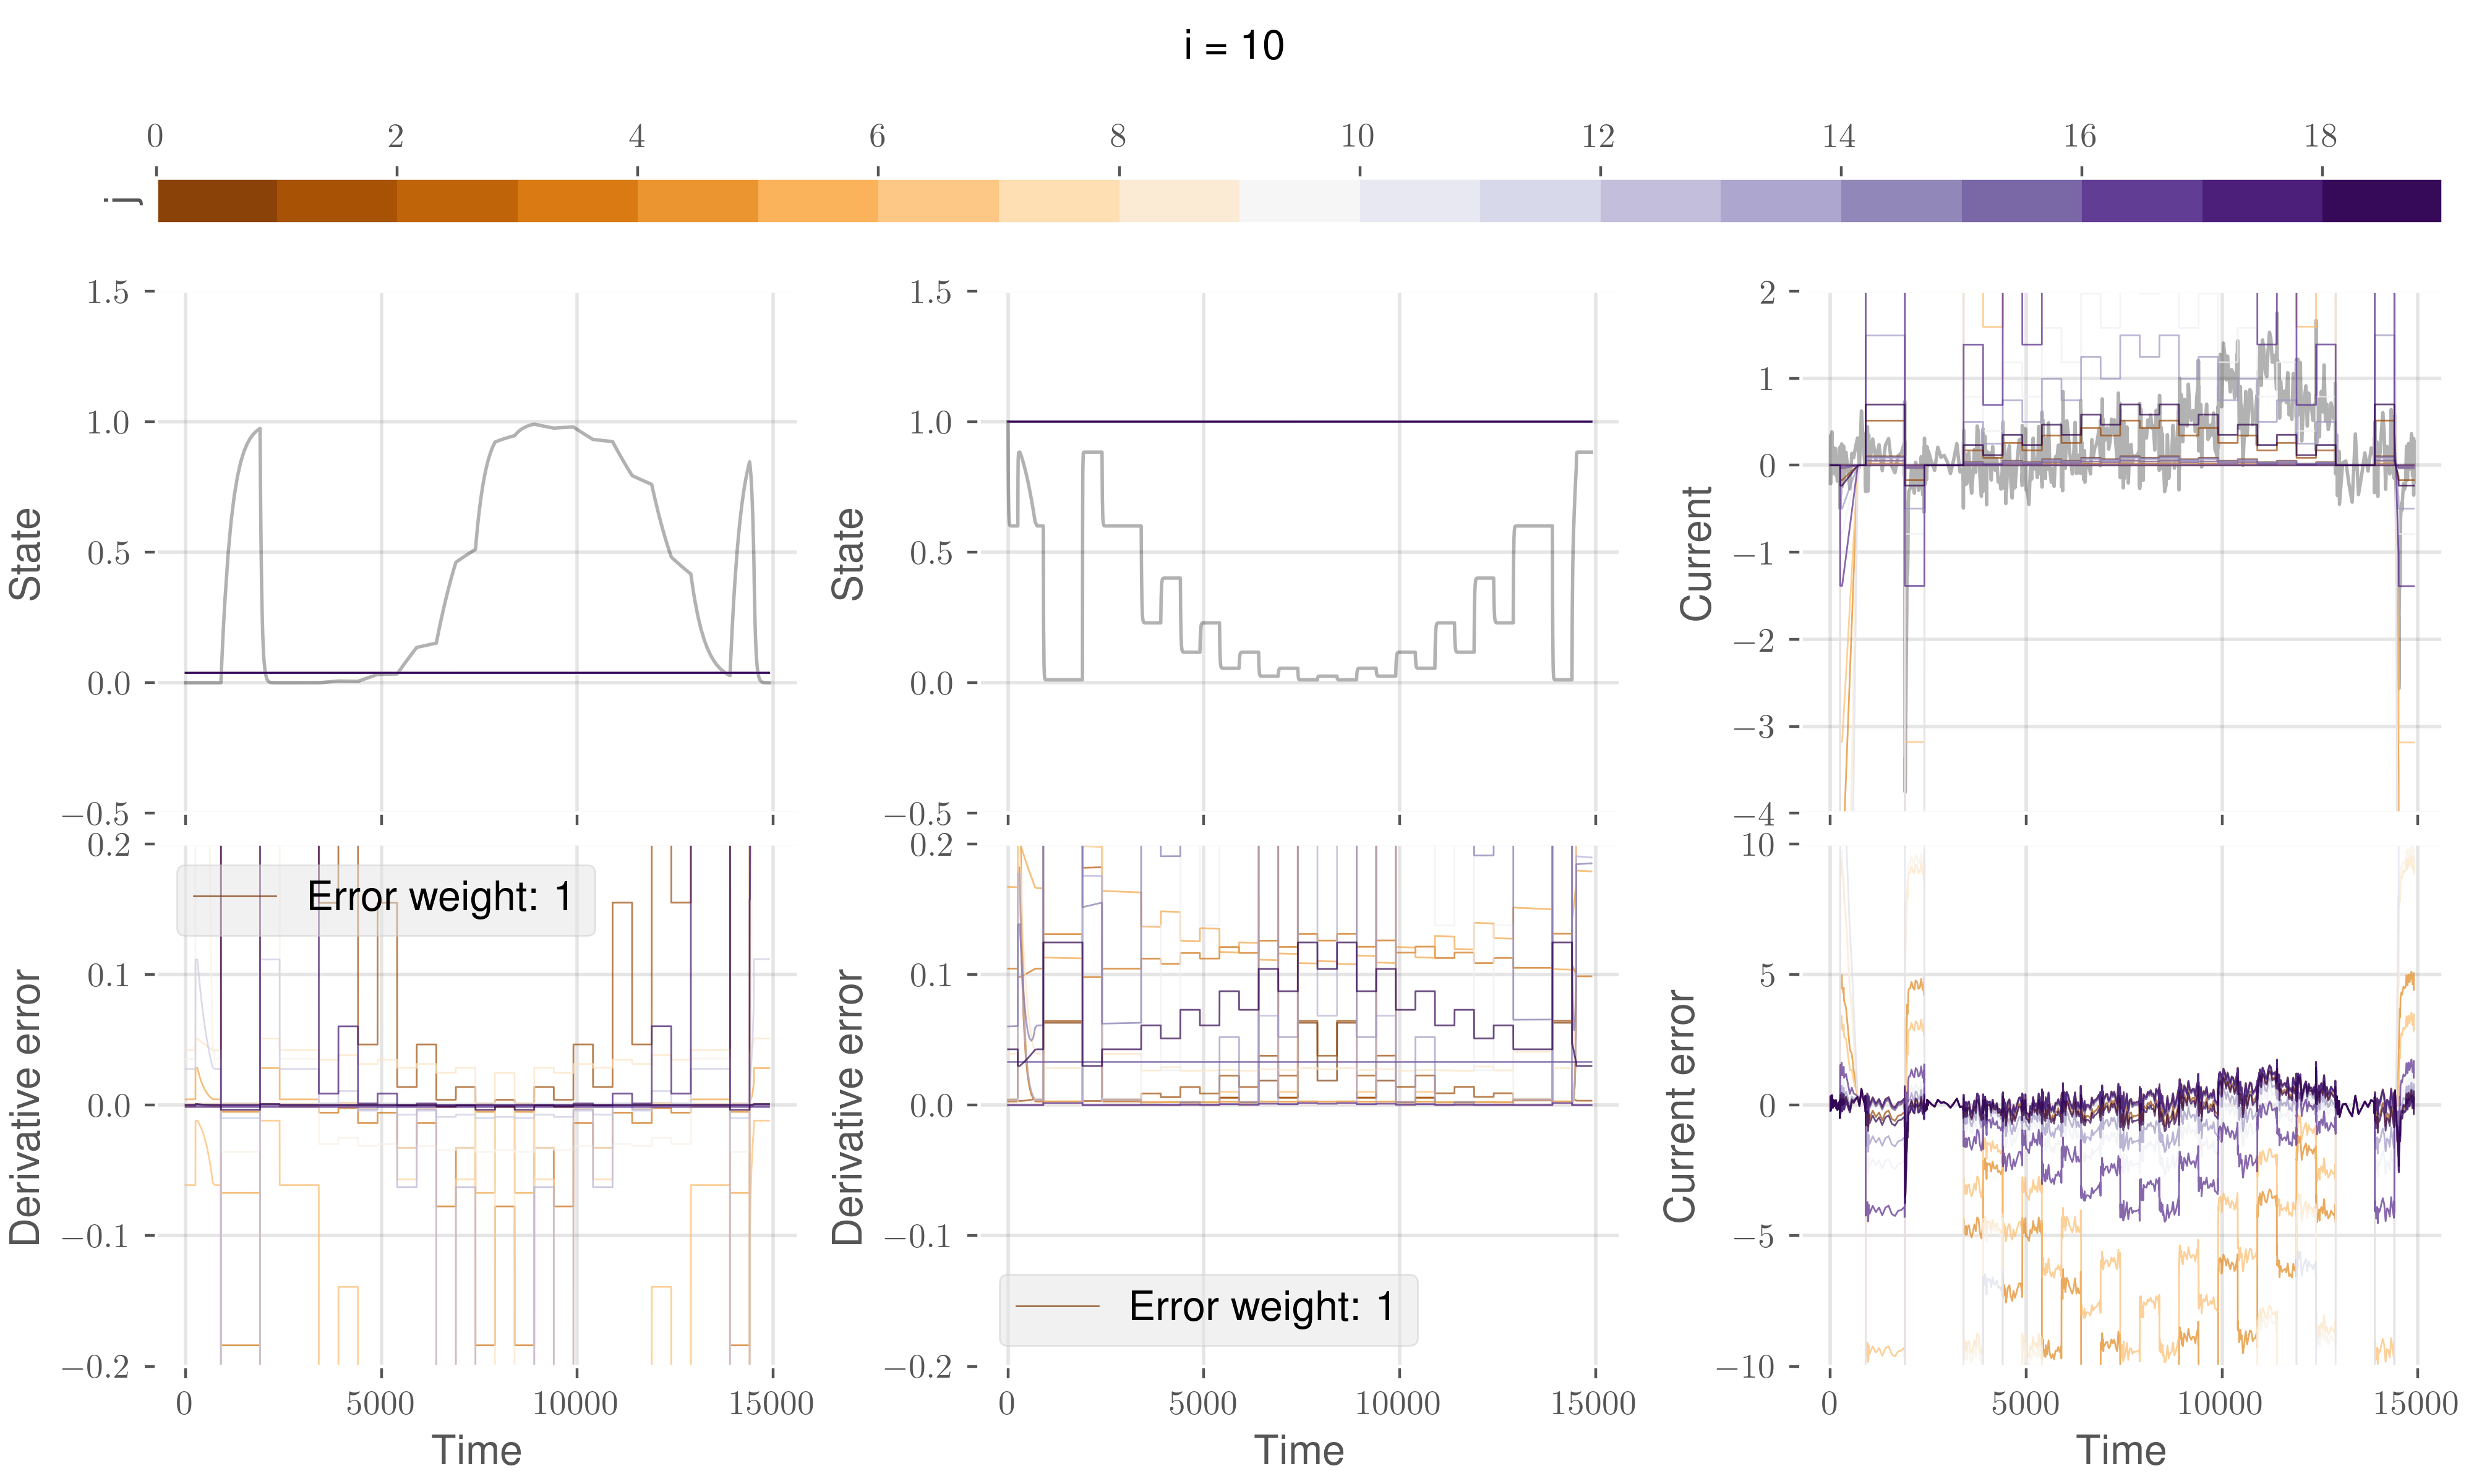 i = 10
0 2 4 6 8 10 12 14 16 18
j
1.5 1.0 0.5 0.0 −0.5
State
1.5 1.0 0.5 0.0 −0.5
State
2 1 0 −1 −2 −3 −4
Current
0.2 0.1 0.0 −0.1 −0.2
Derivative error
Error weight: 1
0 5000 10000 15000
Time
0.2 0.1 0.0 −0.1 −0.2
Derivative error
Error weight: 1
0 5000 10000 15000
Time
10 5 0 −5 −10
Current error
0 5000 10000 15000
Time